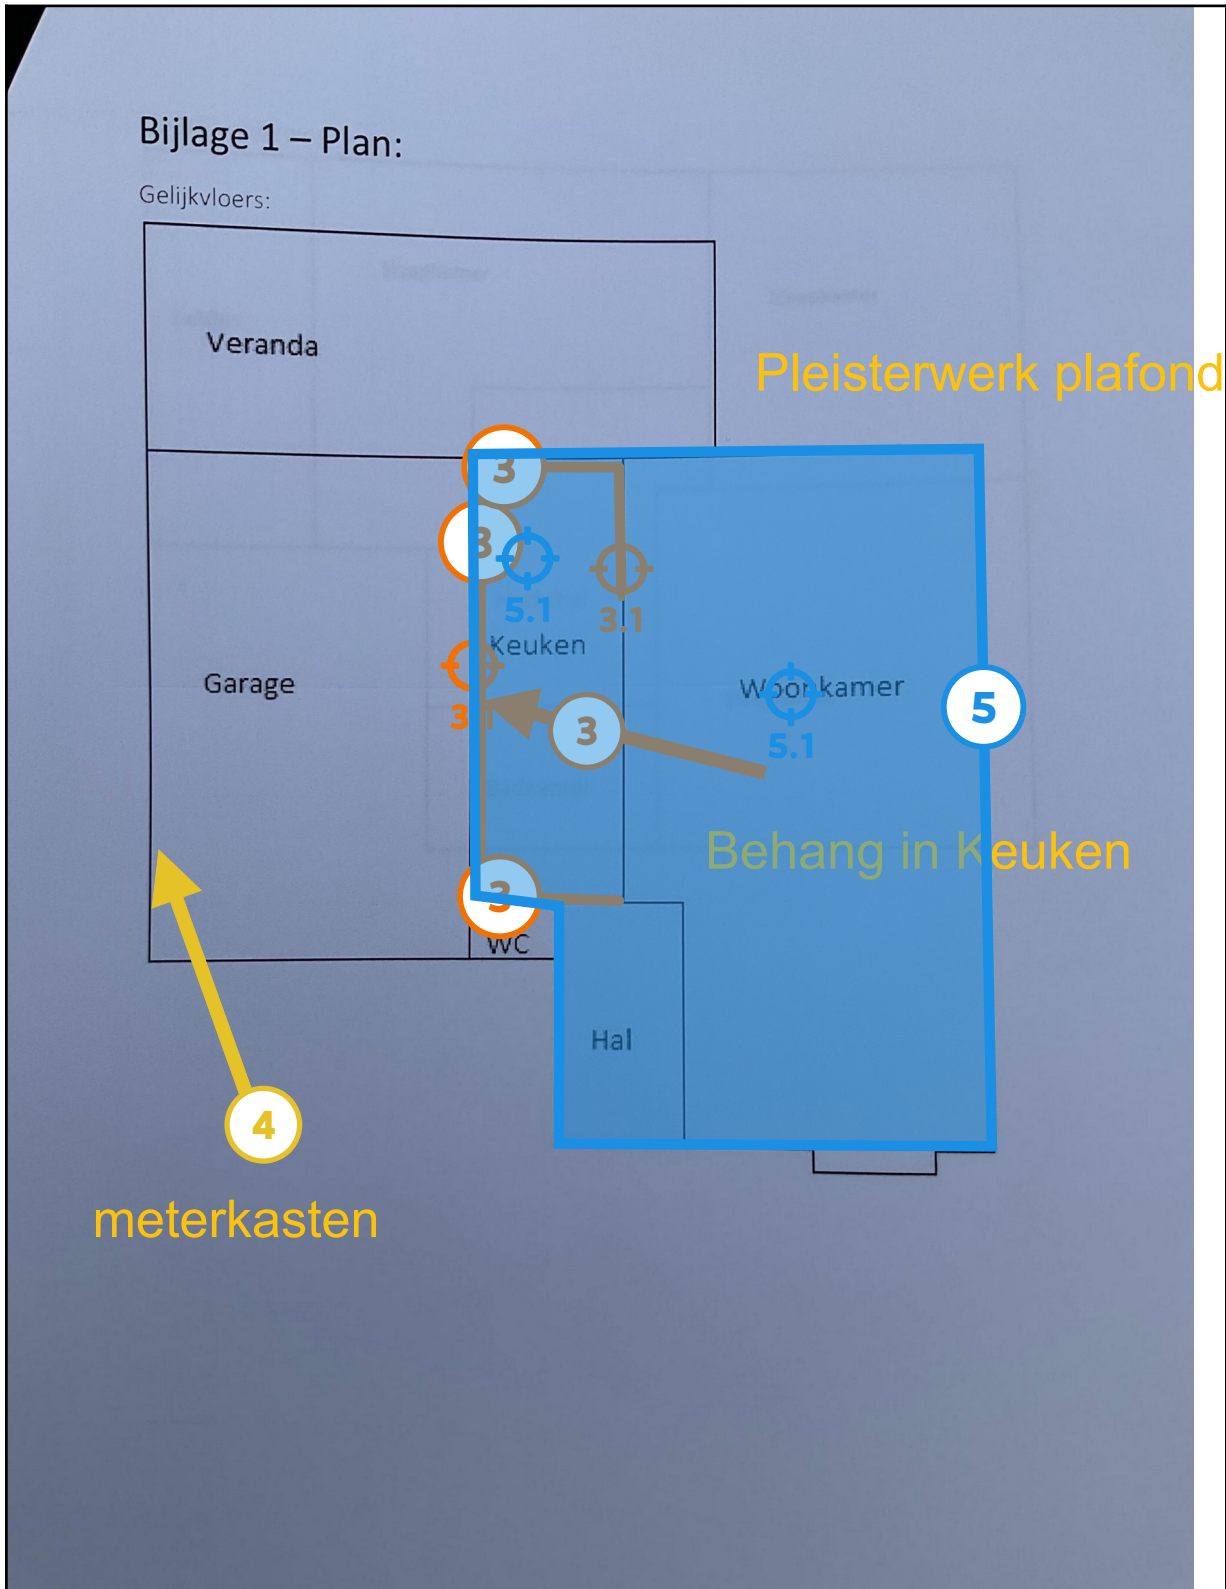 Bijlage 1 – Plan:
Gelijkvloers:
Veranda
Pleisterwerk plafond
3
3
5.1
3.1
Keuken
Garage
Woonkamer
5
3
5.1
Behang in Keuken
3
WC
Hal
4
meterkasten